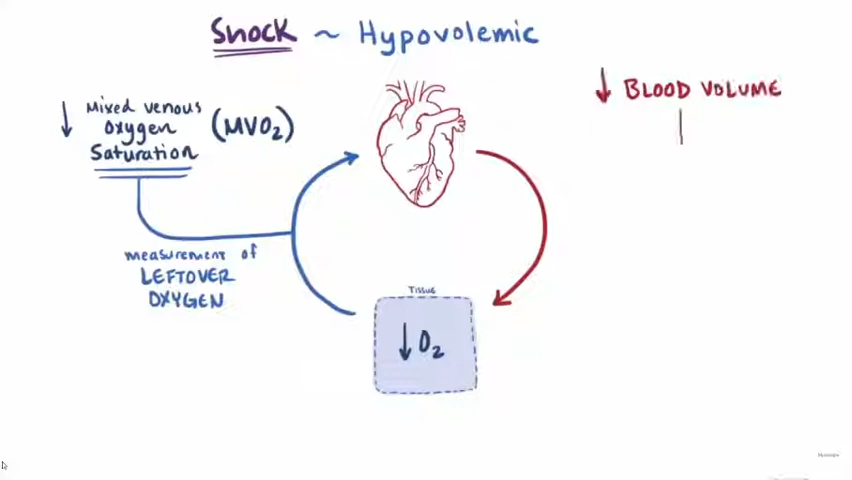 Shock ~ Hypovolemic
↓ Mixed venous
oxygen
Saturation (MVO2)
measurement of
LEFTOVER
OXYGEN
↓ BLOOD VOLUME
Tissue
↓ O2